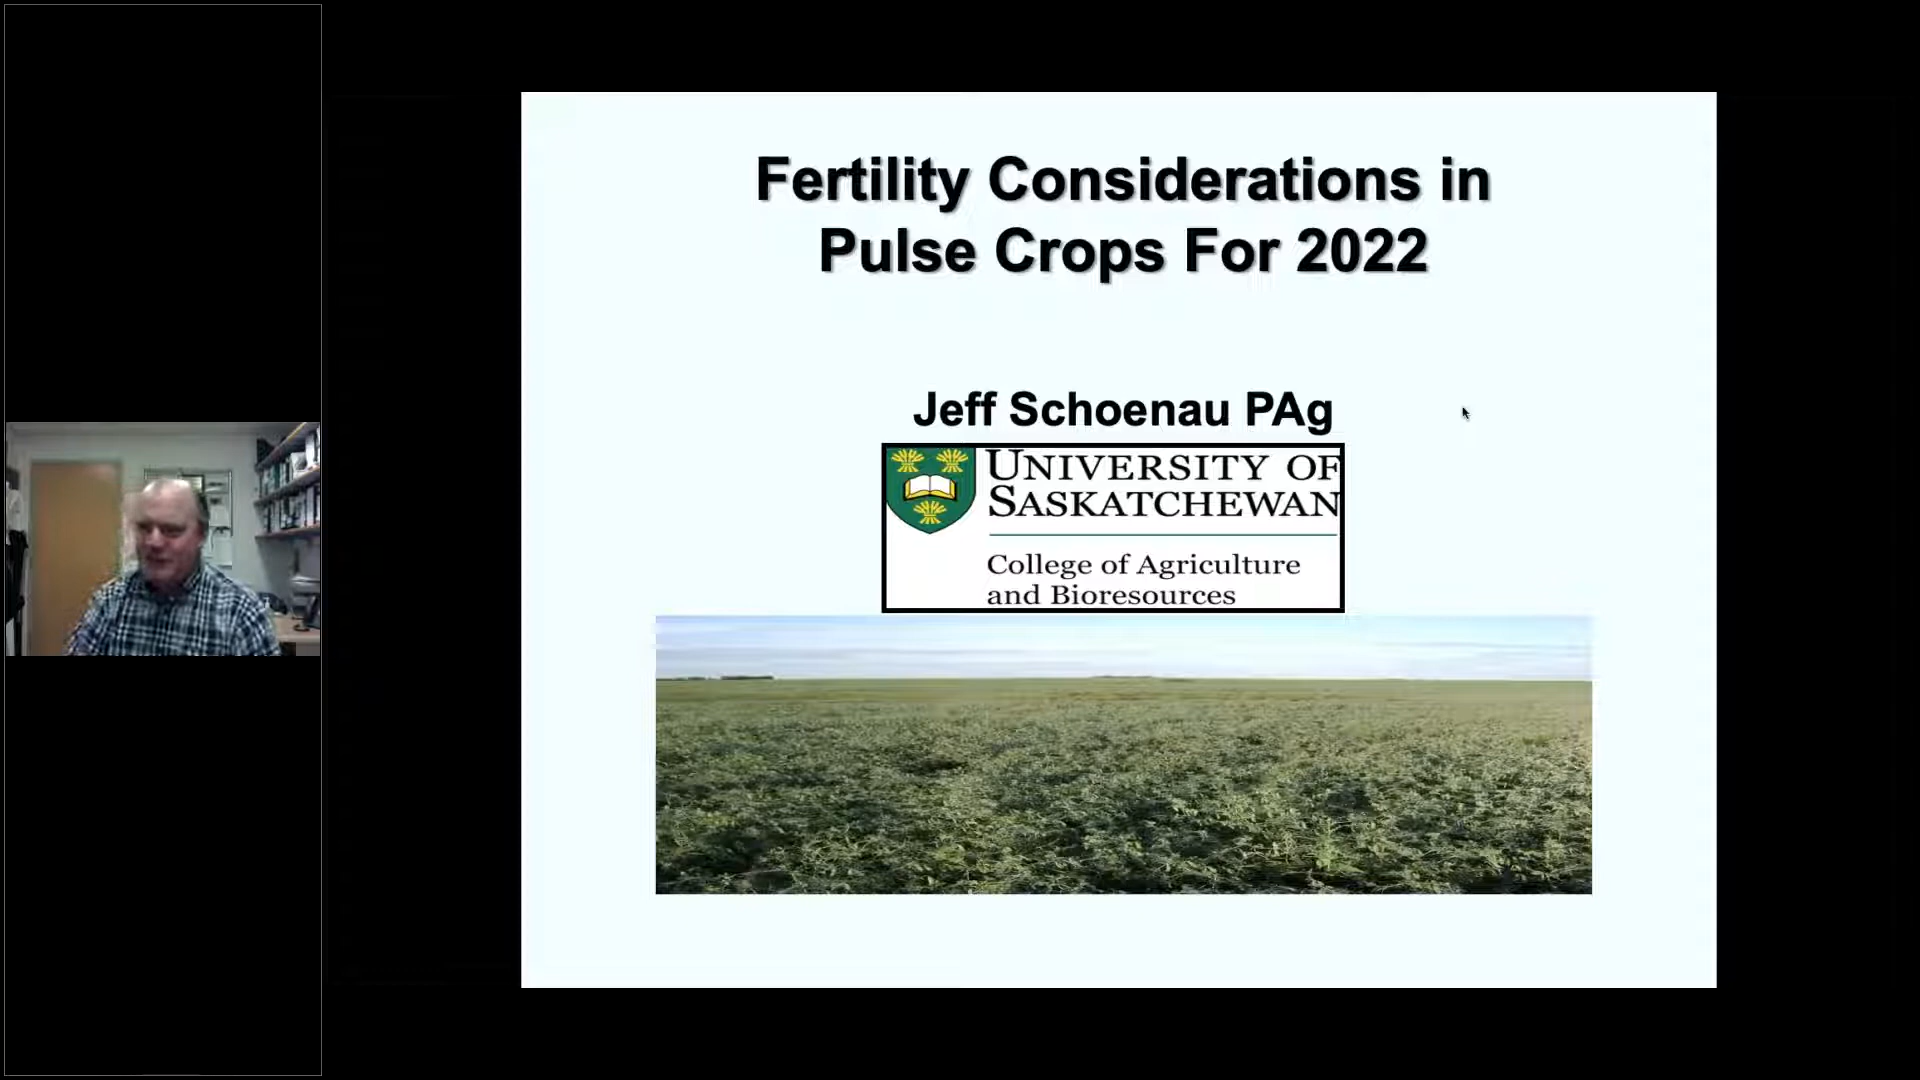 Fertility Considerations in
Pulse Crops For 2022
Jeff Schoenau PAg
UNIVERSITY OF
SASKATCHEWAN
College of Agriculture
and Bioresources